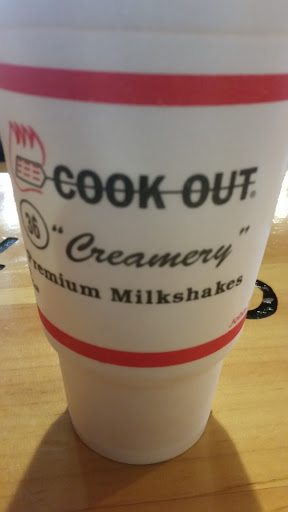 COOK OUT®
36 "Creamery"
Premium Milkshakes